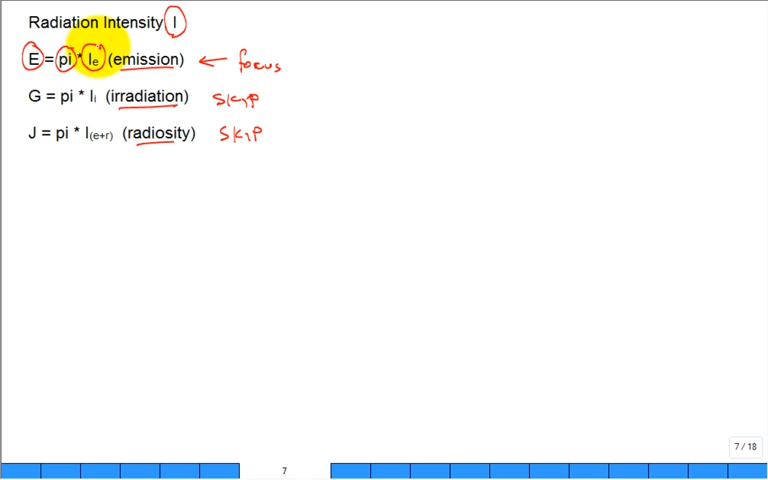 Radiation Intensity I
E = pi * Ie (emission) ← focus
G = pi * Ii (irradiation) skip
J = pi * I(e+r) (radiosity) skip
7 / 18
7